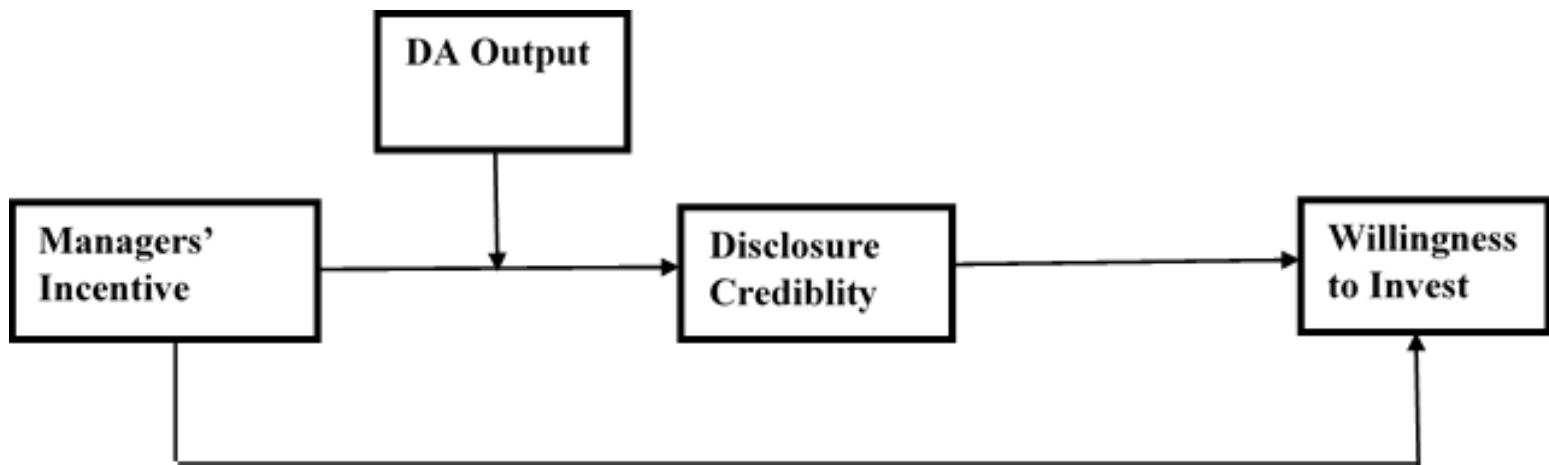 DA Output
Managers’
Incentive
Disclosure
Crediblity
Willingness
to Invest